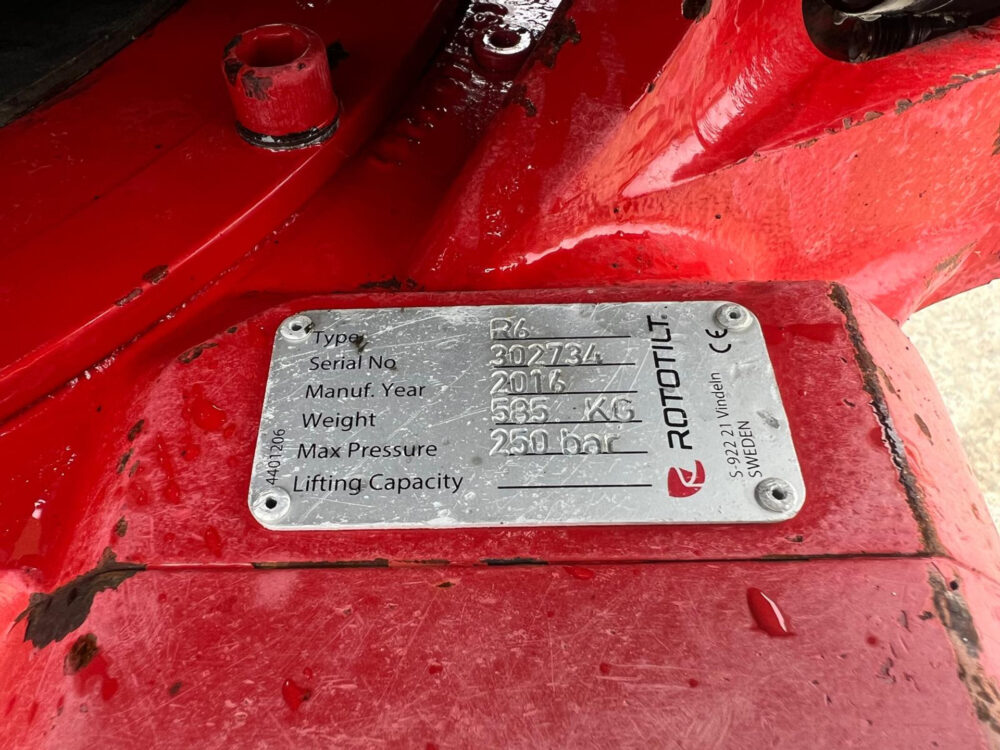 Type R6
Serial No 302734
Manuf. Year 2016
Weight 585 KG
Max Pressure 250 bar
Lifting Capacity
4401206
ROTOTILT®
S-922 21 Vindeln CE
SWEDEN